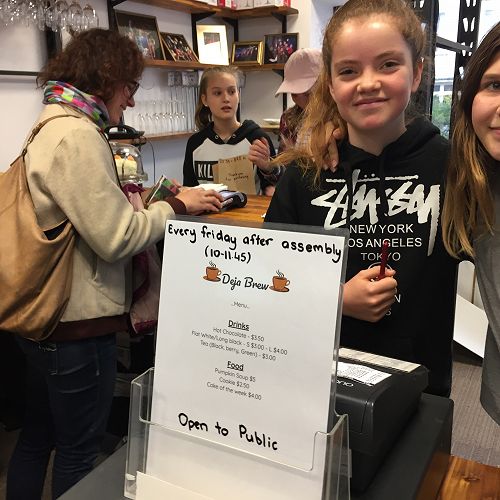 Every friday after assembly
(10-11.45)
Deja Brew
..Menu...
Drinks
Hot Chocolate - $3.50
Flat White/Long black - S $3.00 - L $4.00
Tea (Black, berry, Green) - $3.00
Food
Pumpkin Soup $5
Cookie $2.50
Cake of the week $4.00
Open to Public
Stüssy
NEW YORK
LOS ANGELES
TOKYO